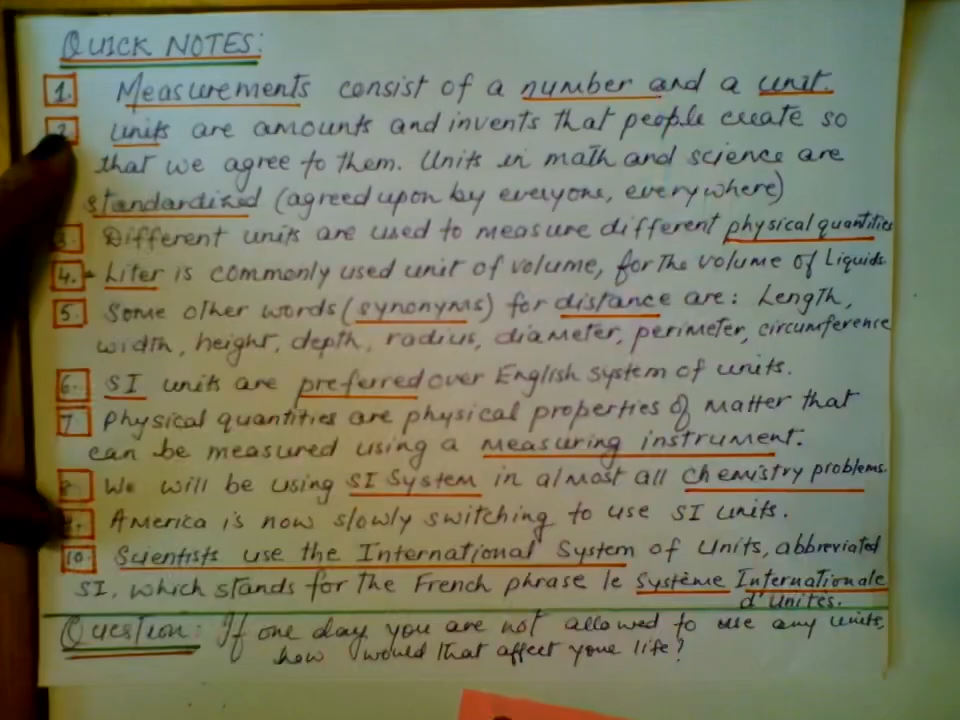 QUICK NOTES:
1. Measurements consist of a number and a unit.
2. Units are amounts and invents that people create so
that we agree to them. Units in math and science are
standardized (agreed upon by everyone, everywhere)
3. Different units are used to measure different physical quantities
4. Liter is commonly used unit of volume, for the volume of Liquids.
5. Some other words (synonyms) for distance are: Length,
width, height, depth, radius, diameter, perimeter, circumference
6. SI units are preferred over English system of units.
7. Physical quantities are physical properties of matter that
can be measured using a measuring instrument.
8. We will be using SI System in almost all chemistry problems.
9. America is now slowly switching to use SI units.
10. Scientists use the International System of Units, abbreviated
SI, which stands for the French phrase le Système Internationale
d'Unités.
Question: If one day you are not allowed to use any units,
how would that affect your life?